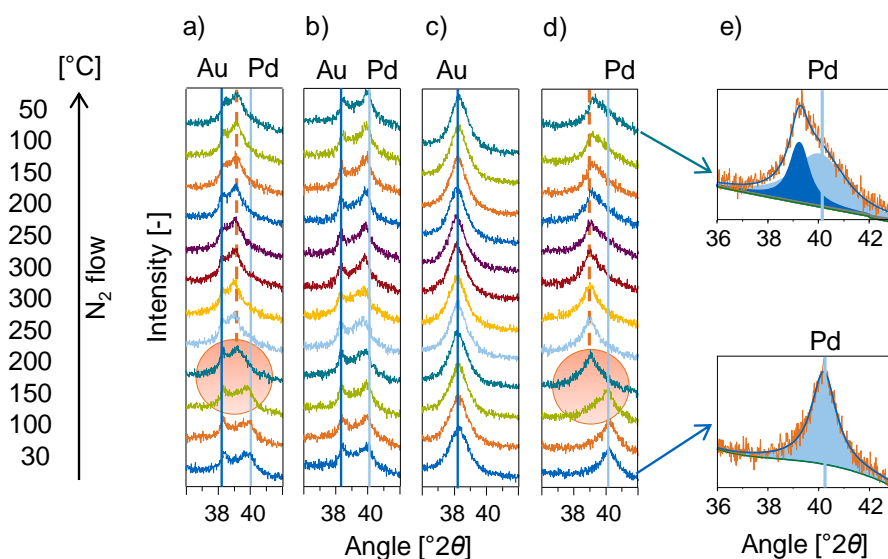 a) b) c) d) e)
[°C] Au Pd Au Pd Au Pd Pd
50
100
150
200
250
300
300
250
200
150
100
30
N₂ flow
Intensity [-]
36 38 40 42
Pd
38 40 38 40 38 40 38 40 36 38 40 42
Angle [°2θ] Angle [°2θ]